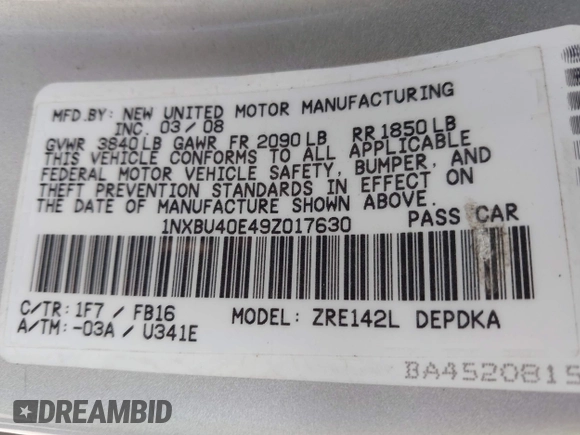 MFD.BY: NEW UNITED MOTOR MANUFACTURING
INC. 03/08
GVWR 3840LB GAWR FR 2090LB RR1850LB
THIS VEHICLE CONFORMS TO ALL APPLICABLE
FEDERAL MOTOR VEHICLE SAFETY, BUMPER, AND
THEFT PREVENTION STANDARDS IN EFFECT ON
THE DATE OF MANUFACTURE SHOWN ABOVE.
1NXBU40E49Z017630 PASS CAR
C/TR: 1F7 / FB16 MODEL: ZRE142L DEPDKA
A/TM: -03A / U341E
BA4520815
DREAMBID